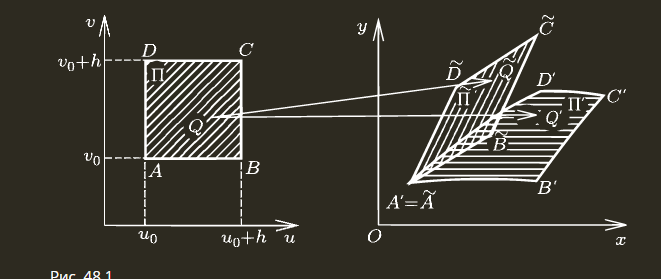 v
y
C̃
D
C
v₀+h
Π
D̃
Q̃
Π̃
D′
C′
Π′
Q
Q′
B̃
v₀
A
B
A′=Ã
B′
u₀
u₀+h
u
O
x
Рис. 48.1